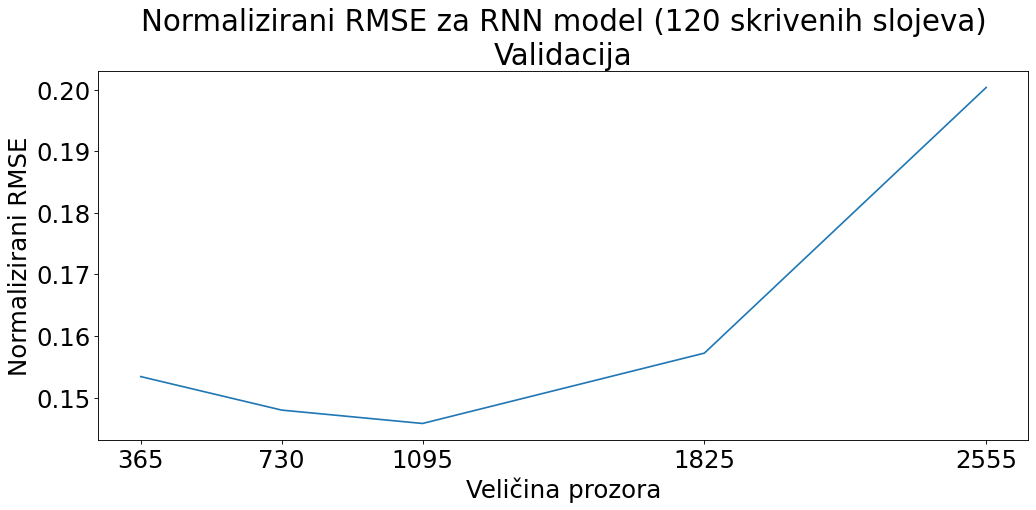 Normalizirani RMSE za RNN model (120 skrivenih slojeva)
Validacija
Normalizirani RMSE
0.20
0.19
0.18
0.17
0.16
0.15
365 730 1095 1825 2555
Veličina prozora